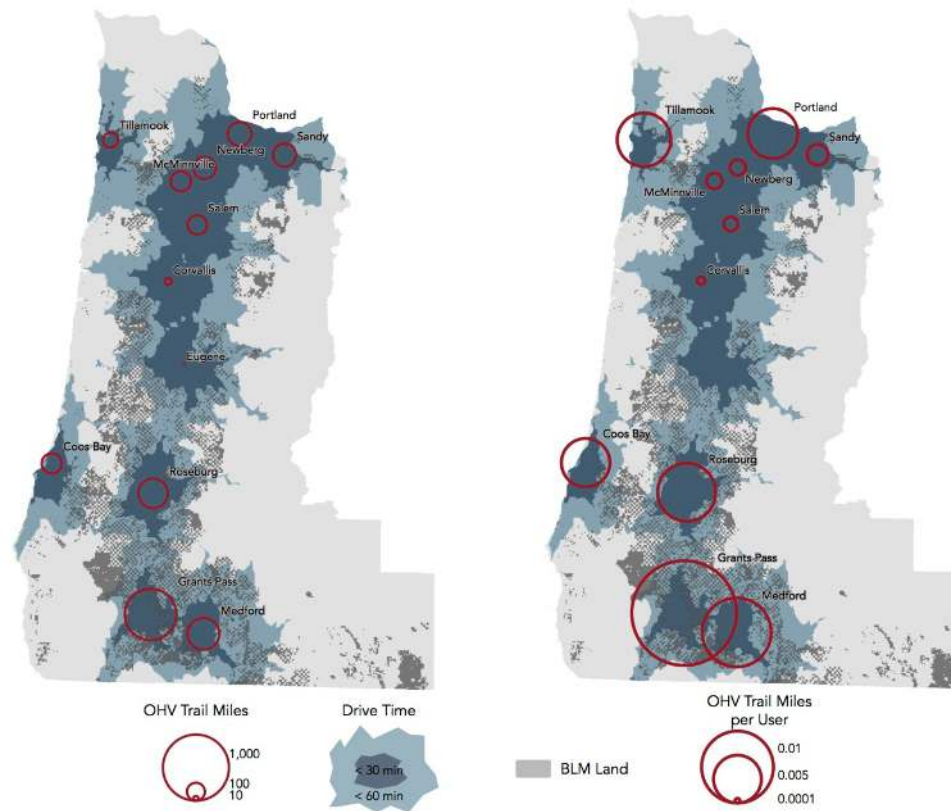 Portland
Tillamook
Newberg
Sandy
McMinnville
Salem
Corvallis
Eugene
Coos Bay
Roseburg
Grants Pass
Medford
OHV Trail Miles
1,000
100
10
Drive Time
< 30 min
< 60 min
Portland
Tillamook
Sandy
Newberg
McMinnville
Salem
Corvallis
Coos Bay
Roseburg
Grants Pass
Medford
BLM Land
OHV Trail Miles
per User
0.01
0.005
0.0001